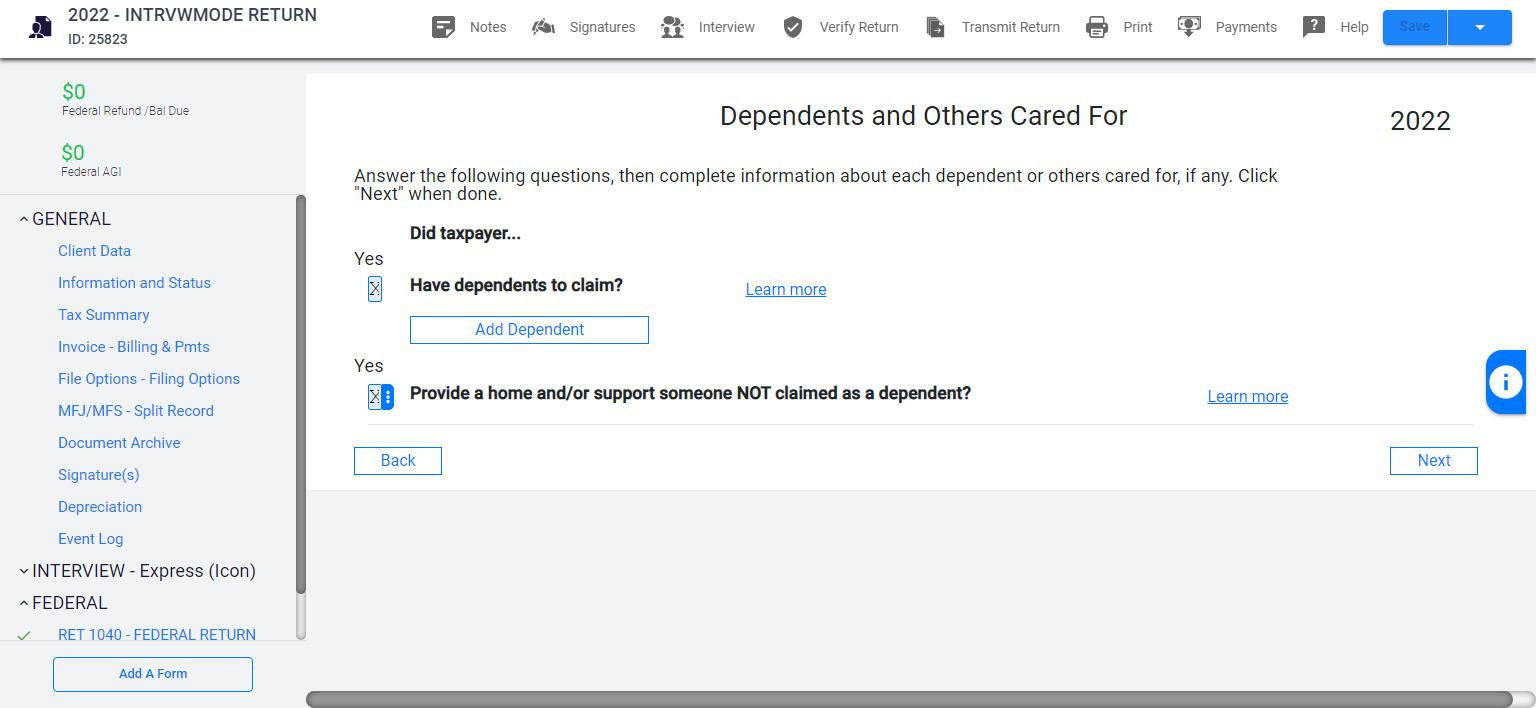 2022 - INTRVWMODE RETURN
ID: 25823
Notes
Signatures
Interview
Verify Return
Transmit Return
Print
Payments
Help
Save
$0
Federal Refund /Bal Due
$0
Federal AGI
GENERAL
Client Data
Information and Status
Tax Summary
Invoice - Billing & Pmts
File Options - Filing Options
MFJ/MFS - Split Record
Document Archive
Signature(s)
Depreciation
Event Log
INTERVIEW - Express (Icon)
FEDERAL
RET 1040 - FEDERAL RETURN
Add A Form
Dependents and Others Cared For
2022
Answer the following questions, then complete information about each dependent or others cared for, if any. Click
"Next" when done.
Did taxpayer...
Yes
X Have dependents to claim? Learn more
Add Dependent
Yes
X Provide a home and/or support someone NOT claimed as a dependent? Learn more
Back
Next